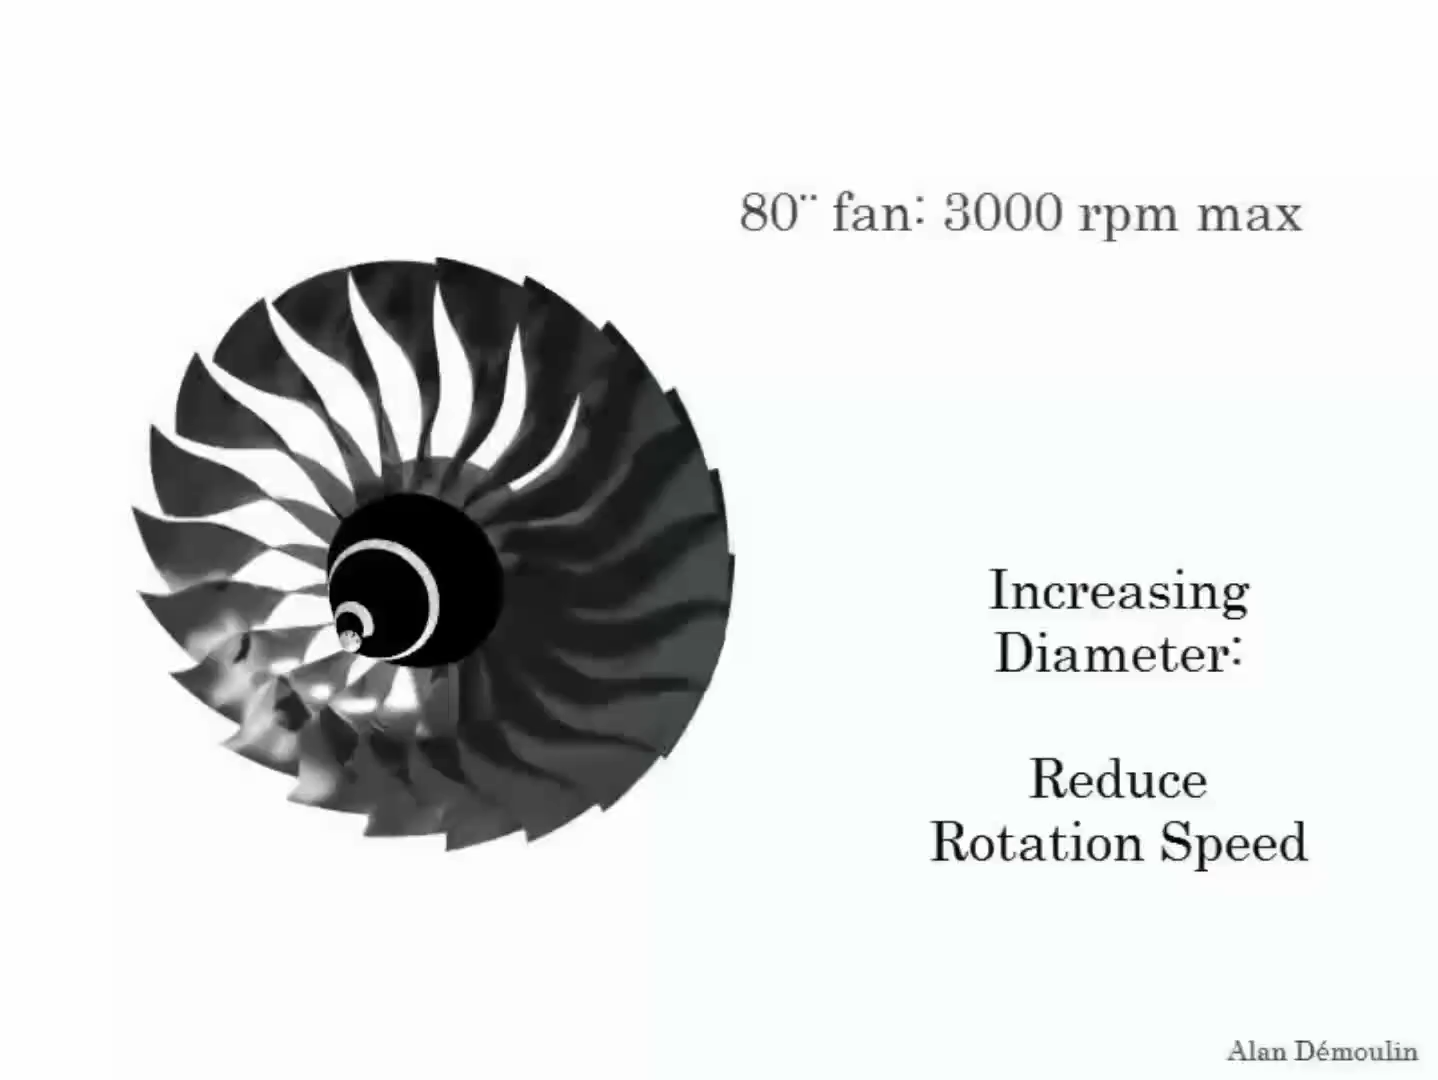 80¨ fan: 3000 rpm max
Increasing
Diameter:
Reduce
Rotation Speed
Alan Démoulin